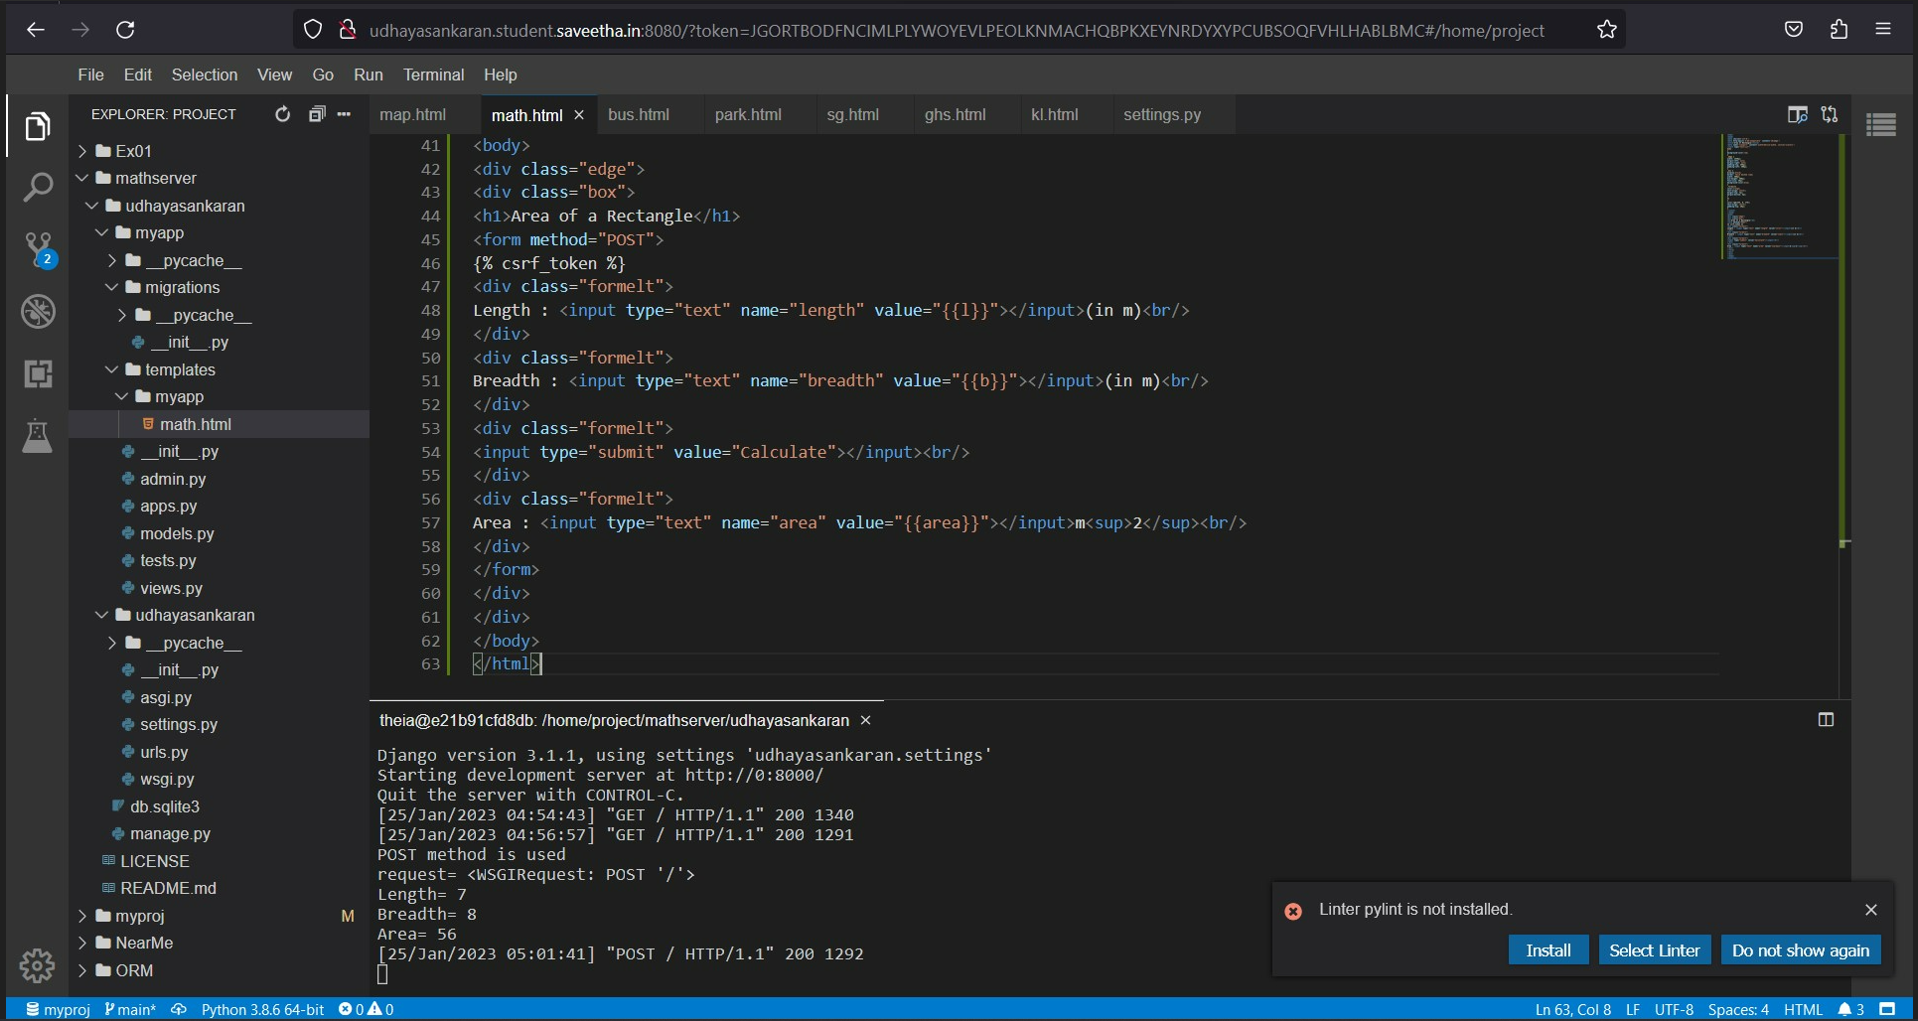 udhayasankaran.student.saveetha.in:8080/?token=JGORTBODFNCIMLPLYWOYEVLPEOLKNMACHQBPKXEYNRDYXYPCUBSOQFVHLHABLBMC#/home/project
File Edit Selection View Go Run Terminal Help
EXPLORER: PROJECT
map.html math.html bus.html park.html sg.html ghs.html kl.html settings.py
Ex01
mathserver
udhayasankaran
myapp
__pycache__
migrations
__pycache__
__init__.py
templates
myapp
math.html
__init__.py
admin.py
apps.py
models.py
tests.py
views.py
udhayasankaran
__pycache__
__init__.py
asgi.py
settings.py
urls.py
wsgi.py
db.sqlite3
manage.py
LICENSE
README.md
myproj M
NearMe
ORM
2
41 <body>
42 <div class="edge">
43 <div class="box">
44 <h1>Area of a Rectangle</h1>
45 <form method="POST">
46 {% csrf_token %}
47 <div class="formelt">
48 Length : <input type="text" name="length" value="{{l}}"></input>(in m)<br/>
49 </div>
50 <div class="formelt">
51 Breadth : <input type="text" name="breadth" value="{{b}}"></input>(in m)<br/>
52 </div>
53 <div class="formelt">
54 <input type="submit" value="Calculate"></input><br/>
55 </div>
56 <div class="formelt">
57 Area : <input type="text" name="area" value="{{area}}"></input>m<sup>2</sup><br/>
58 </div>
59 </form>
60 </div>
61 </div>
62 </body>
63 </html>
theia@e21b91cfd8db: /home/project/mathserver/udhayasankaran
Django version 3.1.1, using settings 'udhayasankaran.settings'
Starting development server at http://0:8000/
Quit the server with CONTROL-C.
[25/Jan/2023 04:54:43] "GET / HTTP/1.1" 200 1340
[25/Jan/2023 04:56:57] "GET / HTTP/1.1" 200 1291
POST method is used
request= <WSGIRequest: POST '/'>
Length= 7
Breadth= 8
Area= 56
[25/Jan/2023 05:01:41] "POST / HTTP/1.1" 200 1292
Linter pylint is not installed.
Install Select Linter Do not show again
myproj main* Python 3.8.6 64-bit 0 0 Ln 63, Col 8 LF UTF-8 Spaces: 4 HTML 3